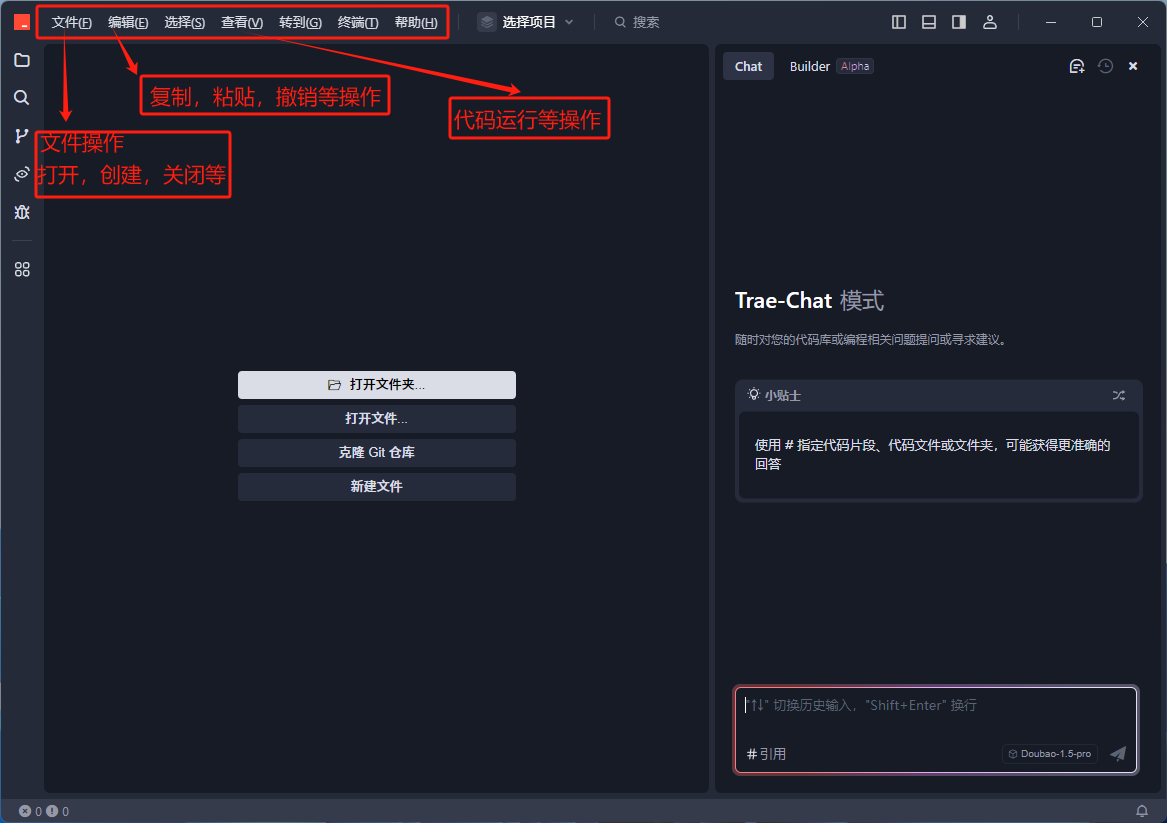 文件(F) 编辑(E) 选择(S) 查看(V) 转到(G) 终端(T) 帮助(H) 选择项目 搜索
Chat Builder Alpha
复制，粘贴，撤销等操作
代码运行等操作
文件操作
打开，创建，关闭等
Trae-Chat 模式
随时对您的代码库或编程相关问题提问或寻求建议。
打开文件夹...
打开文件...
克隆 Git 仓库
新建文件
小贴士
使用 # 指定代码片段、代码文件或文件夹，可能获得更准确的
回答
"↑↓" 切换历史输入，"Shift+Enter" 换行
# 引用 Doubao-1.5-pro
0 0